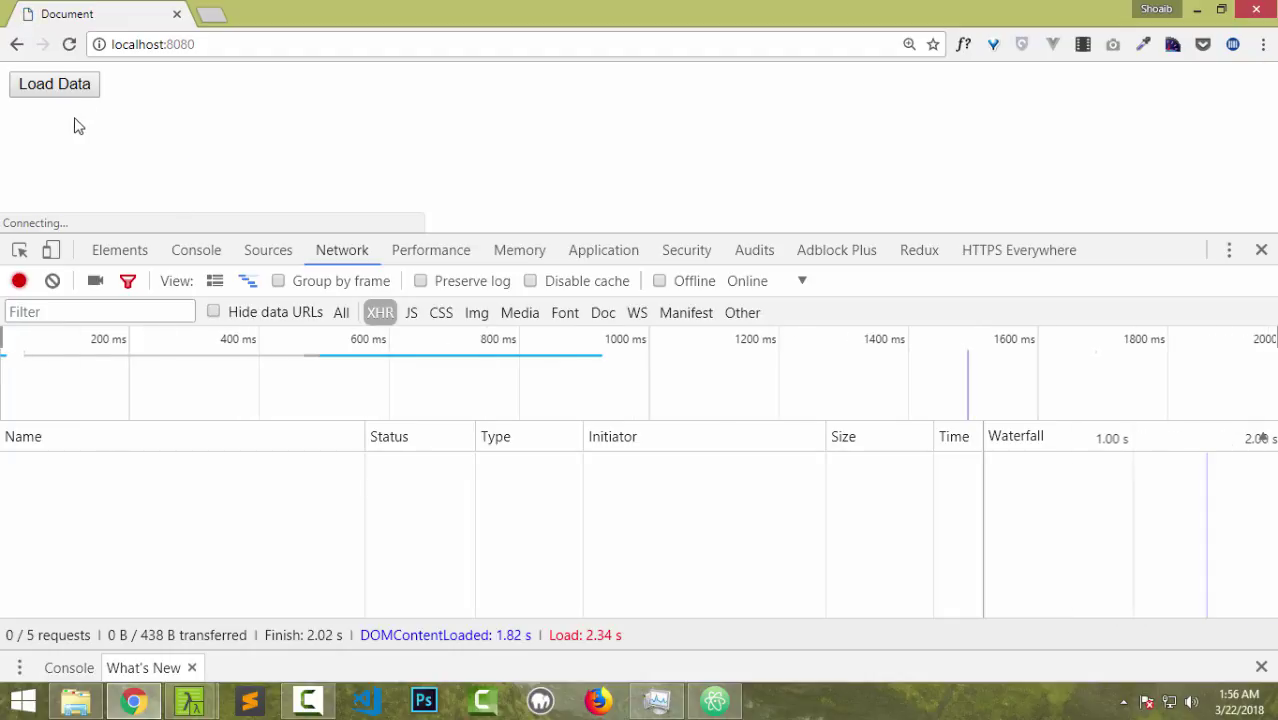 Document
Shoaib
localhost:8080
f?
Load Data
Connecting...
Elements Console Sources Network Performance Memory Application Security Audits Adblock Plus Redux HTTPS Everywhere
View: Group by frame Preserve log Disable cache Offline Online
Filter Hide data URLs All XHR JS CSS Img Media Font Doc WS Manifest Other
200 ms 400 ms 600 ms 800 ms 1000 ms 1200 ms 1400 ms 1600 ms 1800 ms 2000
Name Status Type Initiator Size Time Waterfall 1.00 s 2.00 s
0 / 5 requests | 0 B / 438 B transferred | Finish: 2.02 s | DOMContentLoaded: 1.82 s | Load: 2.34 s
Console What's New
Ps
1:56 AM
3/22/2018